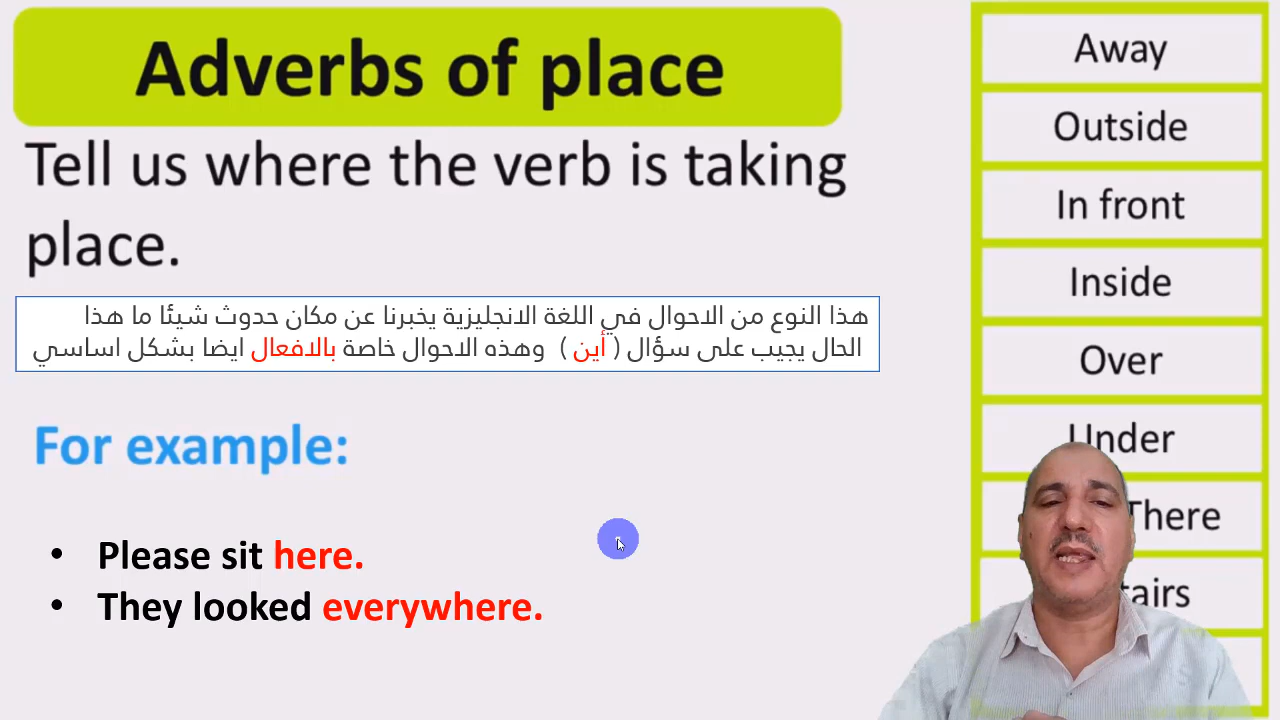 Adverbs of place
Tell us where the verb is taking
place.
هذا النوع من الاحوال في اللغة الانجليزية يخبرنا عن مكان حدوث شيئا ما هذا
الحال يجيب على سؤال ( أين ) وهذه الاحوال خاصة بالافعال ايضا بشكل اساسي
For example:
• Please sit here.
• They looked everywhere.
Away
Outside
In front
Inside
Over
Under
There